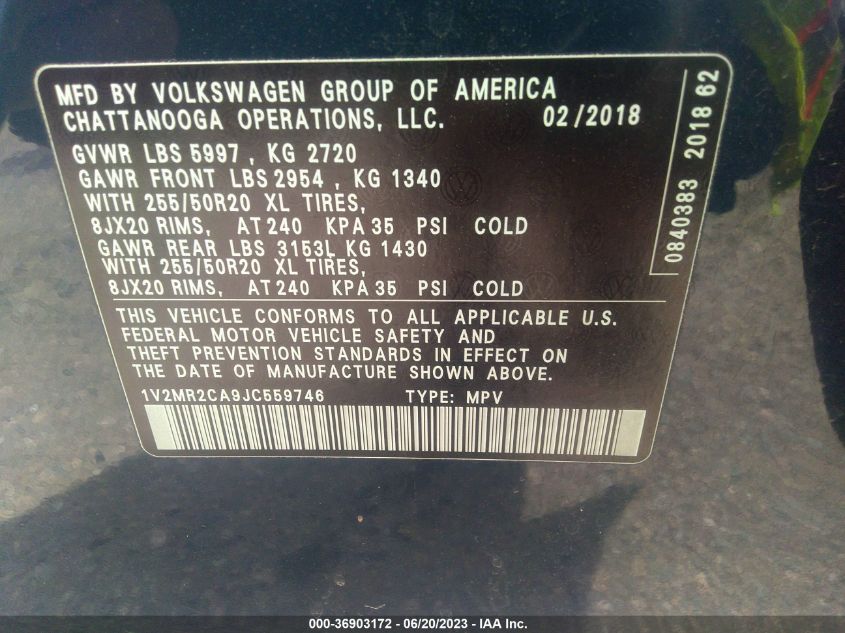 MFD BY VOLKSWAGEN GROUP OF AMERICA
CHATTANOOGA OPERATIONS, LLC. 02/2018
GVWR LBS 5997, KG 2720
GAWR FRONT LBS 2954, KG 1340
WITH 255/50R20 XL TIRES,
8JX20 RIMS, AT 240 KPA 35 PSI COLD
GAWR REAR LBS 3153L KG 1430
WITH 255/50R20 XL TIRES,
8JX20 RIMS, AT 240 KPA 35 PSI COLD
THIS VEHICLE CONFORMS TO ALL APPLICABLE U.S.
FEDERAL MOTOR VEHICLE SAFETY AND
THEFT PREVENTION STANDARDS IN EFFECT ON
THE DATE OF MANUFACTURE SHOWN ABOVE.
1V2MR2CA9JC559746 TYPE: MPV
0840383 2018 62
000-36903172 - 06/20/2023 - IAA Inc.